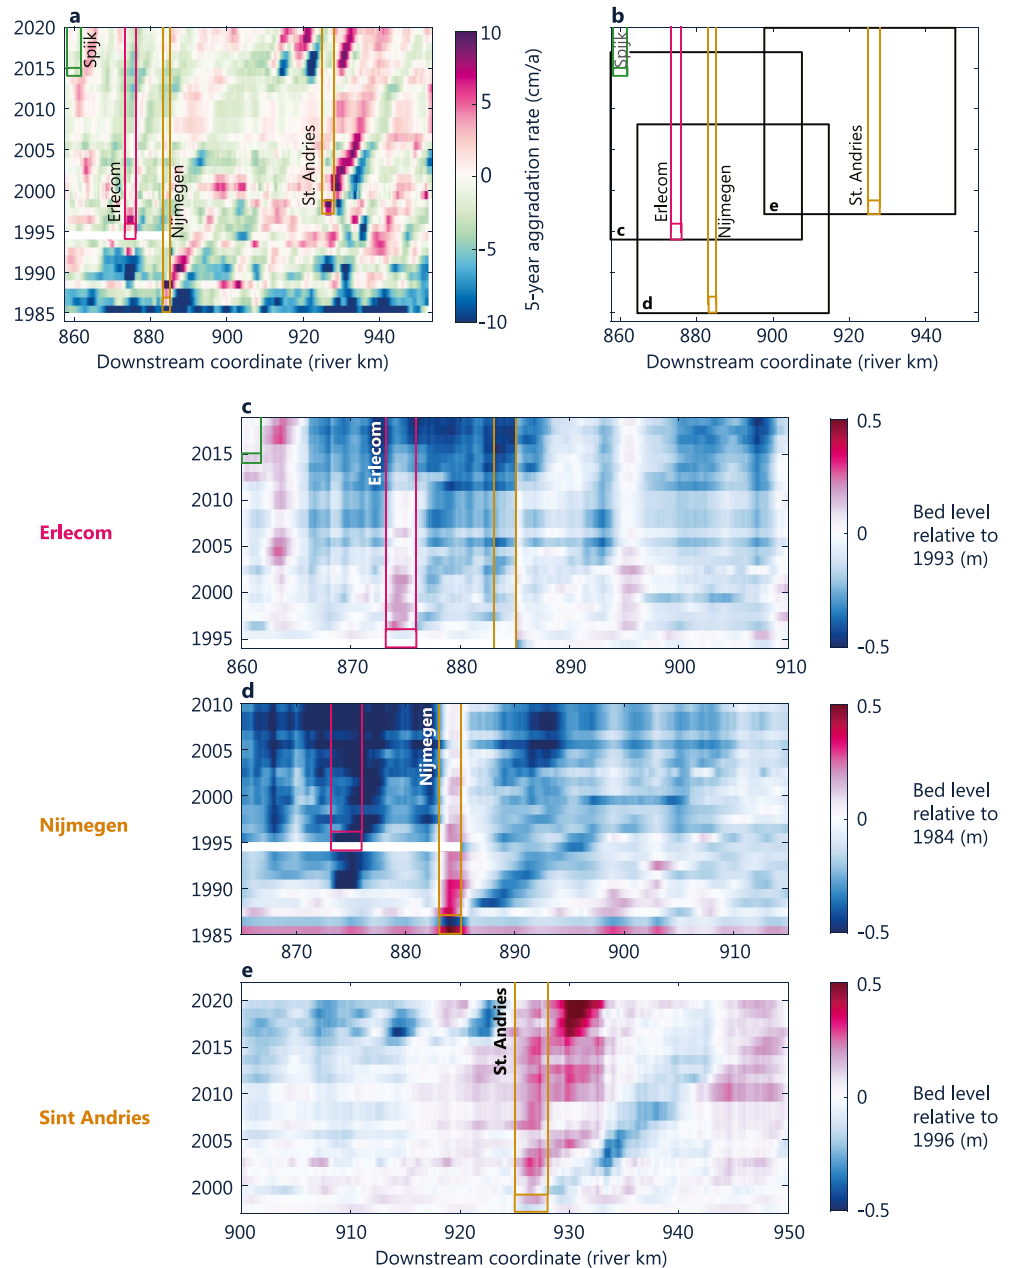 a
2020
2015
2010
2005
2000
1995
1990
1985
860
880
900
920
940
Downstream coordinate (river km)
Spijk
Erlecom
Nijmegen
St. Andries
10
5
0
-5
-10
5-year aggradation rate (cm/a)
b
Spijk
Erlecom
Nijmegen
St. Andries
c
d
e
860
880
900
920
940
Downstream coordinate (river km)
c
Erlecom
2015
2010
2005
2000
1995
860
870
880
890
900
910
Erlecom
0.5
0
-0.5
Bed level
relative to
1993 (m)
d
Nijmegen
2010
2005
2000
1995
1990
1985
870
880
890
900
910
Nijmegen
0.5
0
-0.5
Bed level
relative to
1984 (m)
e
Sint Andries
2020
2015
2010
2005
2000
900
910
920
930
940
950
Downstream coordinate (river km)
St. Andries
0.5
0
-0.5
Bed level
relative to
1996 (m)